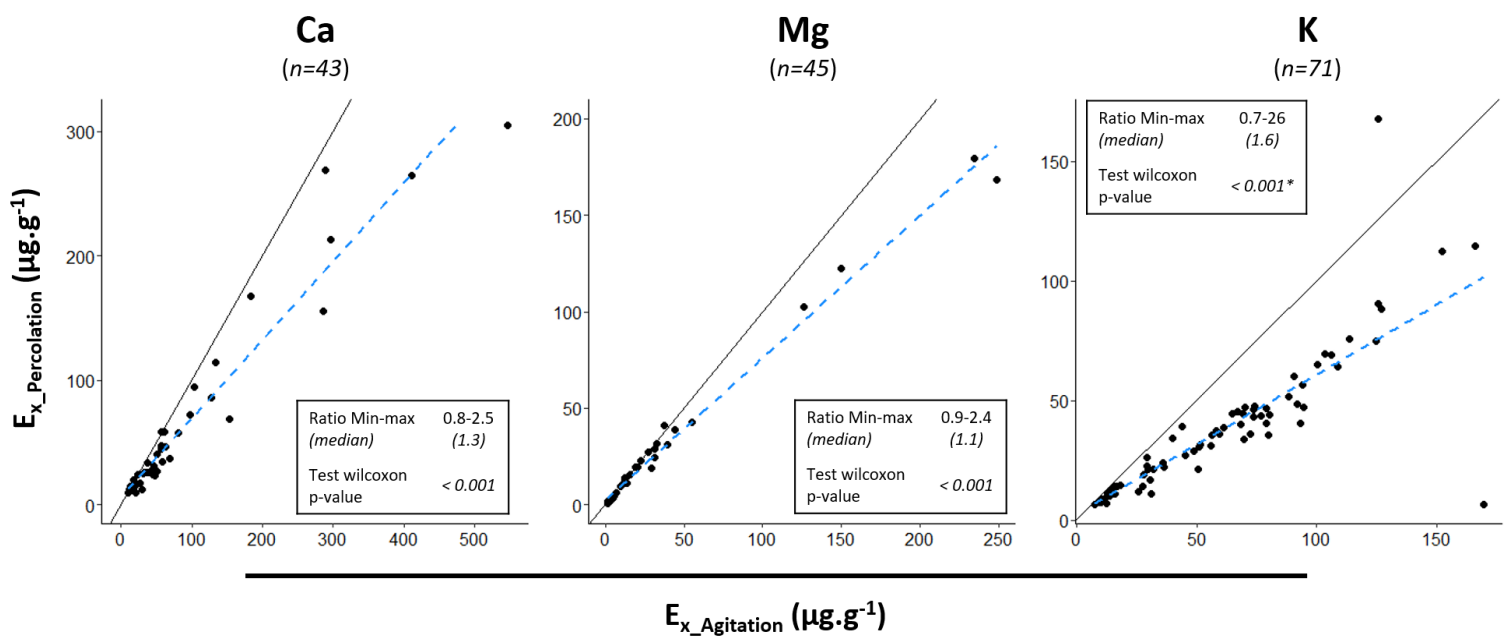 Ca
(n=43)
Mg
(n=45)
K
(n=71)
Ex_Percolation (µg.g-1)
300
200
100
0
0 100 200 300 400 500
Ratio Min-max 0.8-2.5
(median) (1.3)
Test wilcoxon
p-value < 0.001
200
150
100
50
0
0 50 100 150 200 250
Ratio Min-max 0.9-2.4
(median) (1.1)
Test wilcoxon
p-value < 0.001
150
100
50
0
0 50 100 150
Ratio Min-max 0.7-26
(median) (1.6)
Test wilcoxon
p-value < 0.001*
Ex_Agitation (µg.g-1)